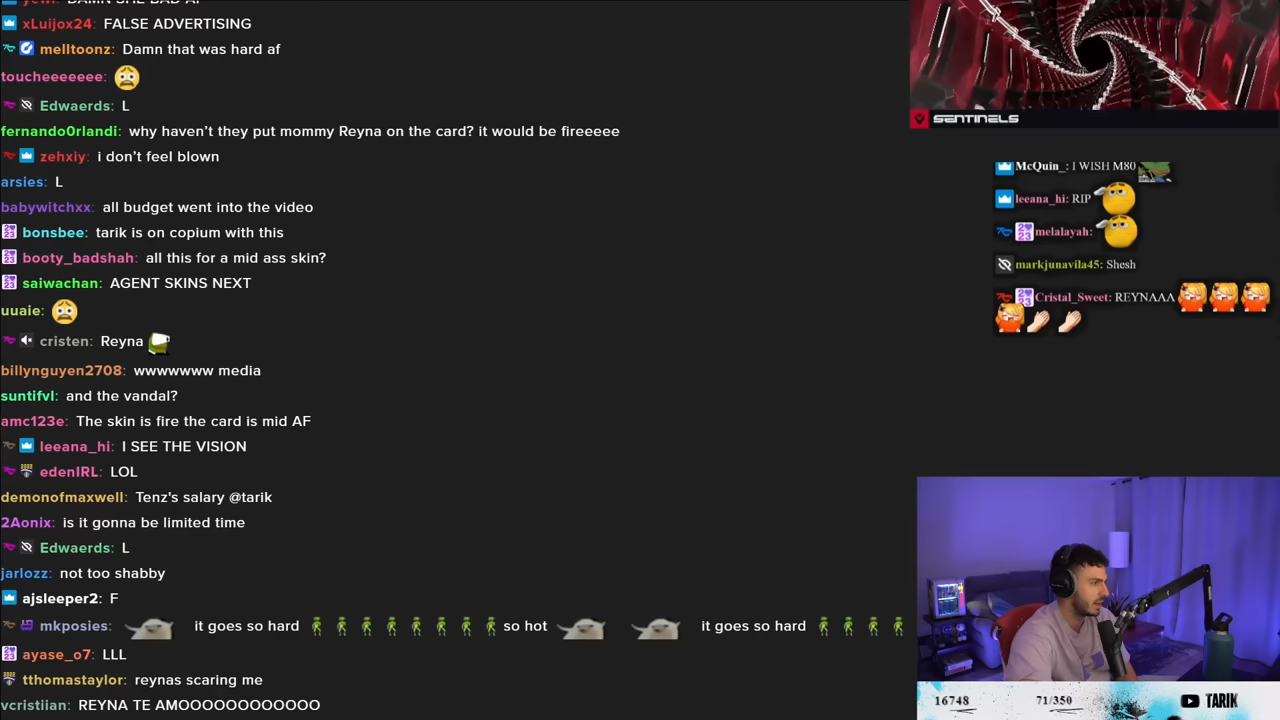 yewi: DAMN SHE BAD AF
xLuijox24: FALSE ADVERTISING
melltoonz: Damn that was hard af
toucheeeeeee:
Edwaerds: L
fernando0rlandi: why haven't they put mommy Reyna on the card? it would be fireeeee
zehxiy: i don't feel blown
arsies: L
babywitchxx: all budget went into the video
bonsbee: tarik is on copium with this
booty_badshah: all this for a mid ass skin?
saiwachan: AGENT SKINS NEXT
uuaie:
cristen: Reyna
billynguyen2708: wwwwwww media
suntifvl: and the vandal?
amc123e: The skin is fire the card is mid AF
leeana_hi: I SEE THE VISION
edenIRL: LOL
demonofmaxwell: Tenz's salary @tarik
2Aonix: is it gonna be limited time
Edwaerds: L
jarlozz: not too shabby
ajsleeper2: F
mkposies: it goes so hard so hot it goes so hard
ayase_o7: LLL
tthomastaylor: reynas scaring me
vcristiian: REYNA TE AMOOOOOOOOOOO
SENTINELS
McQuin_: I WISH M80
leeana_hi: RIP
melalayah:
markjunavila45: Shesh
Cristal_Sweet: REYNAAA
16748 71/350 TARIK